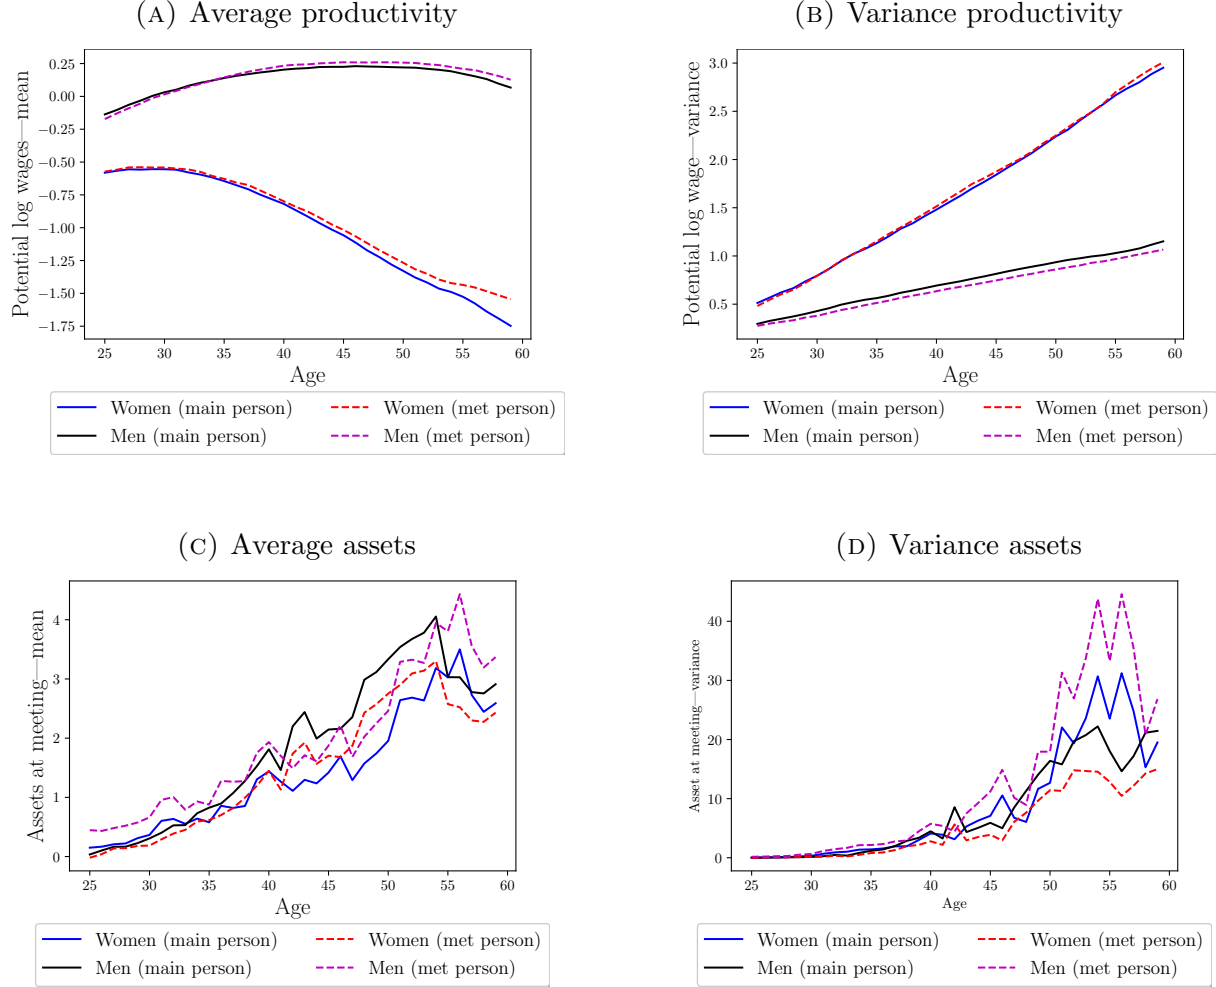 (A) Average productivity
Potential log wages—mean
0.25
0.00
−0.25
−0.50
−0.75
−1.00
−1.25
−1.50
−1.75
25 30 35 40 45 50 55 60
Age
Women (main person) Women (met person)
Men (main person) Men (met person)
(B) Variance productivity
Potential log wage—variance
3.0
2.5
2.0
1.5
1.0
0.5
25 30 35 40 45 50 55 60
Age
Women (main person) Women (met person)
Men (main person) Men (met person)
(C) Average assets
Assets at meeting—mean
4
3
2
1
0
25 30 35 40 45 50 55 60
Age
Women (main person) Women (met person)
Men (main person) Men (met person)
(D) Variance assets
Asset at meeting—variance
40
30
20
10
0
25 30 35 40 45 50 55 60
Age
Women (main person) Women (met person)
Men (main person) Men (met person)